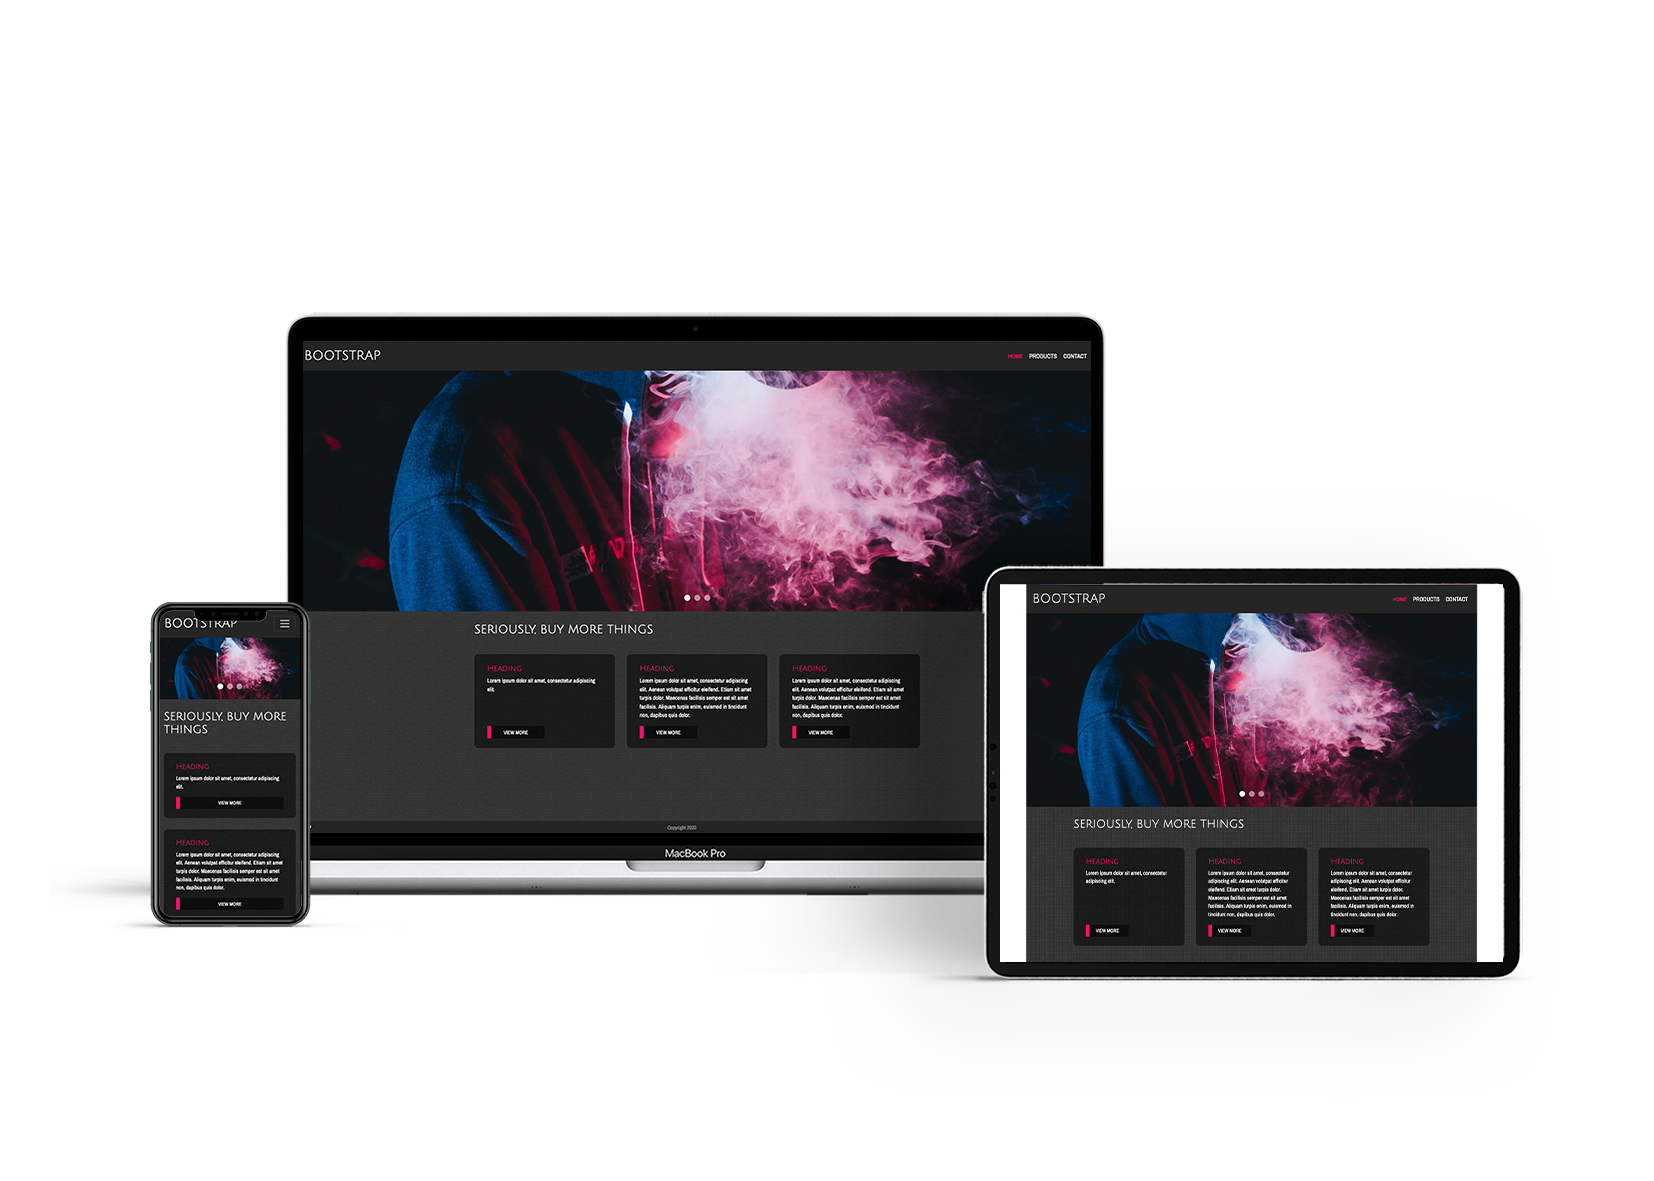 BOOTSTRAP
HOME PRODUCTS CONTACT
SERIOUSLY, BUY MORE THINGS
HEADING
Lorem ipsum dolor sit amet, consectetur adipiscing
elit.
VIEW MORE
HEADING
Lorem ipsum dolor sit amet, consectetur adipiscing
elit. Aenean volutpat efficitur eleifend. Etiam sit amet
turpis dolor. Maecenas facilisis semper est sit amet
facilisis. Aliquam turpis enim, euismod in tincidunt
non, dapibus quis dolor.
VIEW MORE
HEADING
Lorem ipsum dolor sit amet, consectetur adipiscing
elit. Aenean volutpat efficitur eleifend. Etiam sit amet
turpis dolor. Maecenas facilisis semper est sit amet
facilisis. Aliquam turpis enim, euismod in tincidunt
non, dapibus quis dolor.
VIEW MORE
Copyright 2020
MacBook Pro
BOOTSTRAP
SERIOUSLY, BUY MORE
THINGS
HEADING
Lorem ipsum dolor sit amet, consectetur adipiscing
elit.
VIEW MORE
HEADING
Lorem ipsum dolor sit amet, consectetur adipiscing
elit. Aenean volutpat efficitur eleifend. Etiam sit amet
turpis dolor. Maecenas facilisis semper est sit amet
facilisis. Aliquam turpis enim, euismod in tincidunt
non, dapibus quis dolor.
VIEW MORE
BOOTSTRAP
HOME PRODUCTS CONTACT
SERIOUSLY, BUY MORE THINGS
HEADING
Lorem ipsum dolor sit amet, consectetur
adipiscing elit.
VIEW MORE
HEADING
Lorem ipsum dolor sit amet, consectetur
adipiscing elit. Aenean volutpat efficitur
eleifend. Etiam sit amet turpis dolor.
Maecenas facilisis semper est sit amet
facilisis. Aliquam turpis enim, euismod in
tincidunt non, dapibus quis dolor.
VIEW MORE
HEADING
Lorem ipsum dolor sit amet, consectetur
adipiscing elit. Aenean volutpat efficitur
eleifend. Etiam sit amet turpis dolor.
Maecenas facilisis semper est sit amet
facilisis. Aliquam turpis enim, euismod in
tincidunt non, dapibus quis dolor.
VIEW MORE